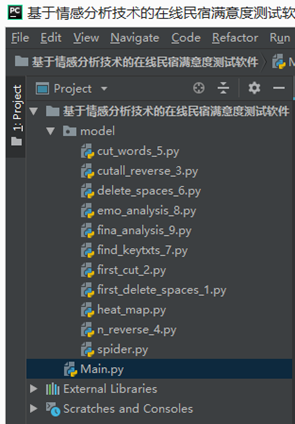 PC 基于情感分析技术的在线民宿满意度测试软
File Edit View Navigate Code Refactor Run
基于情感分析技术的在线民宿满意度测试软件
1: Project
Project
基于情感分析技术的在线民宿满意度测试软件
model
cut_words_5.py
cutall_reverse_3.py
delete_spaces_6.py
emo_analysis_8.py
fina_analysis_9.py
find_keytxts_7.py
first_cut_2.py
first_delete_spaces_1.py
heat_map.py
n_reverse_4.py
spider.py
Main.py
External Libraries
Scratches and Consoles